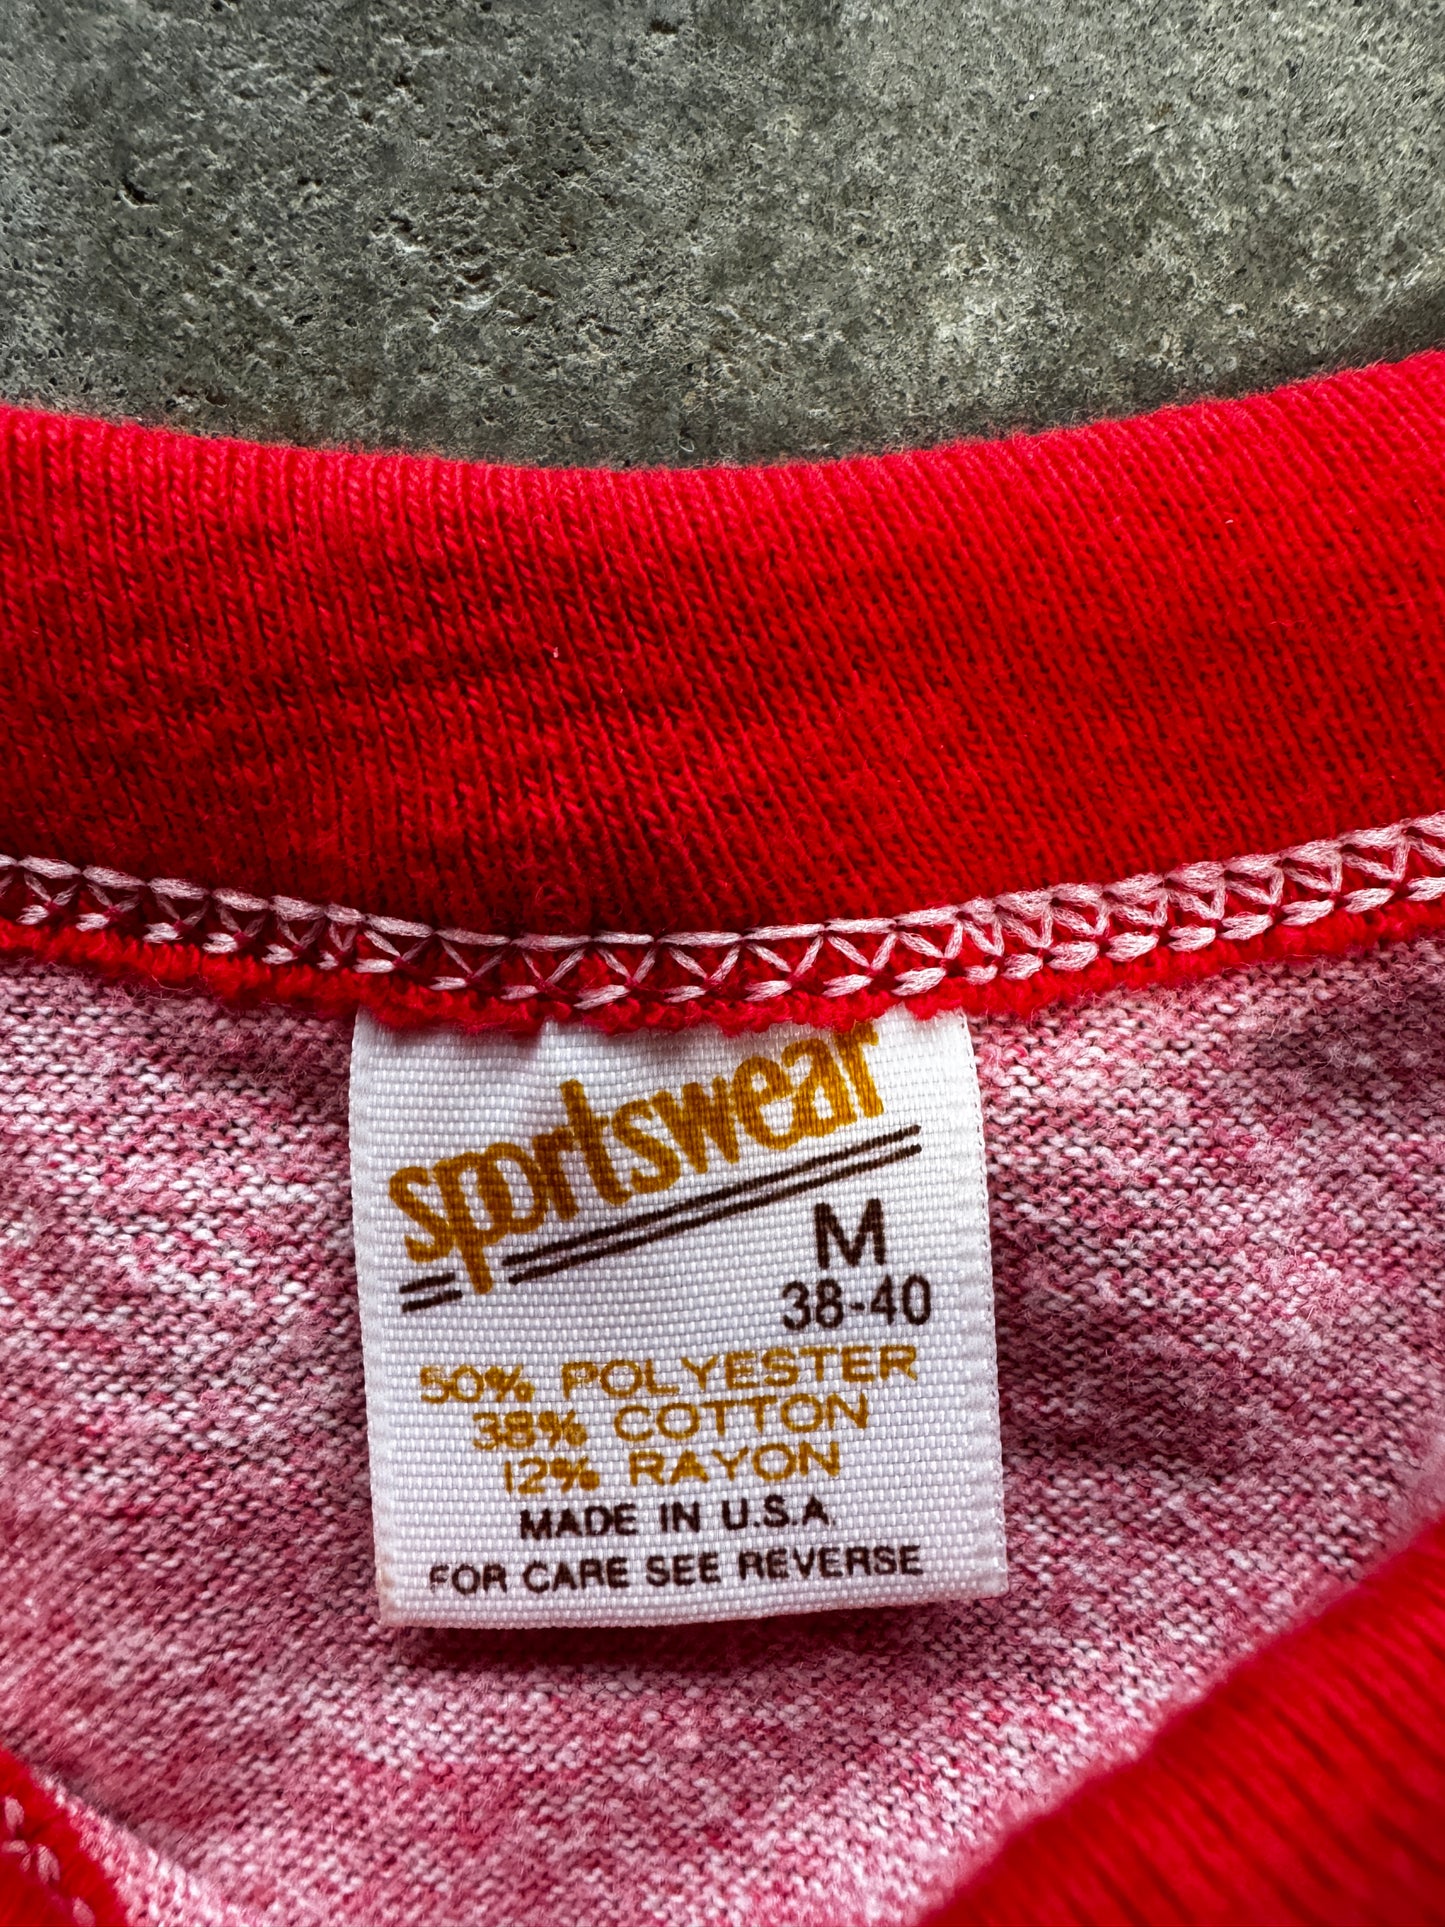 sportswear
M
38-40
50% POLYESTER
38% COTTON
12% RAYON
MADE IN U.S.A.
FOR CARE SEE REVERSE